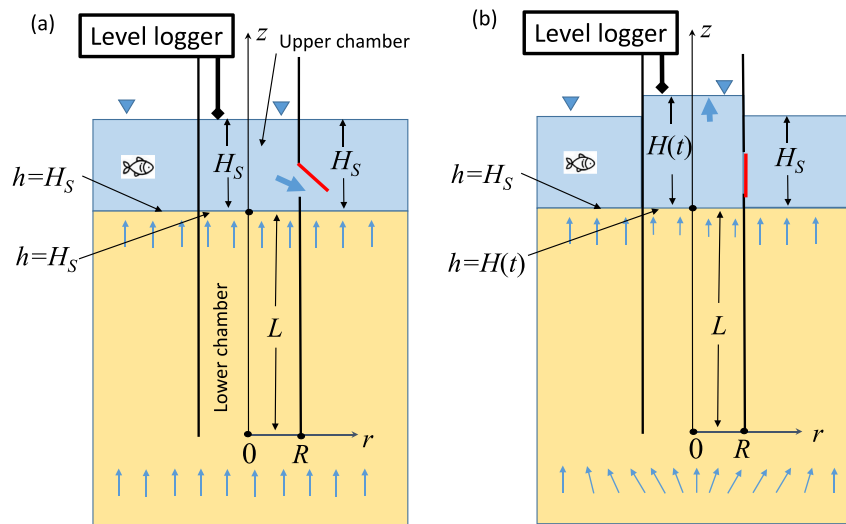 (a)
Level logger
z
Upper chamber
H_S
H_S
h=H_S
h=H_S
L
Lower chamber
0
R
r
(b)
Level logger
z
H(t)
H_S
h=H_S
h=H(t)
L
0
R
r